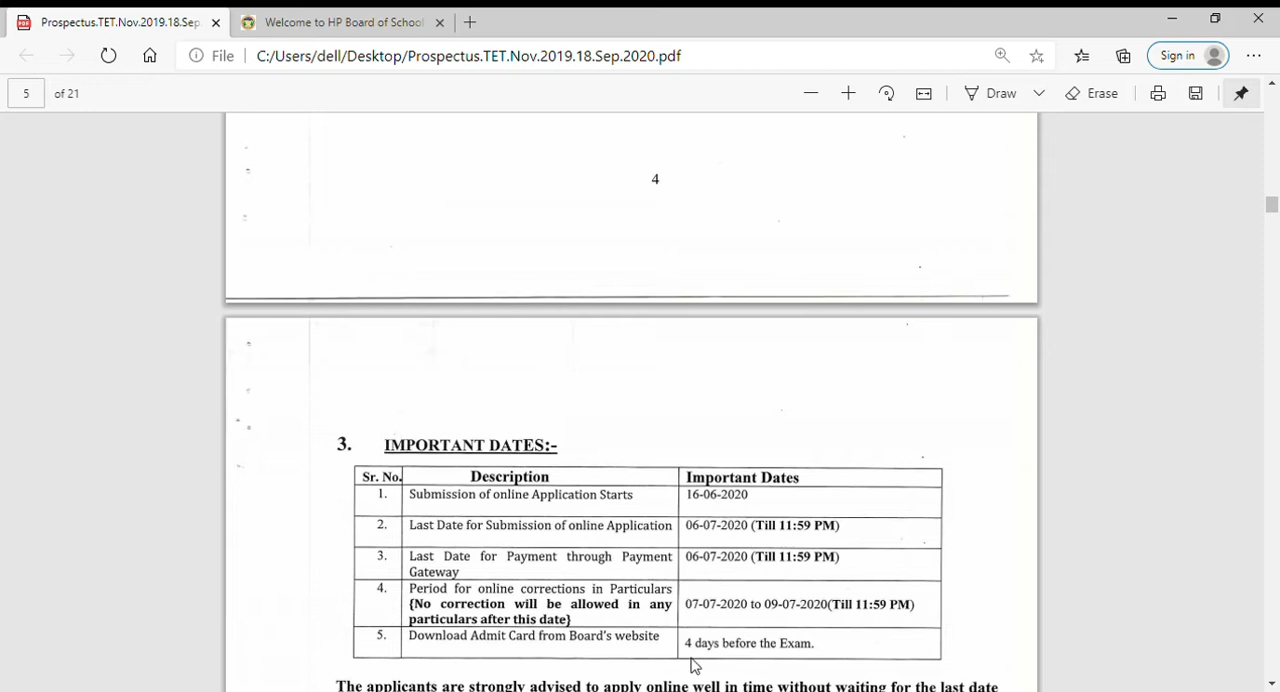 Prospectus.TET.Nov.2019.18.Sep
Welcome to HP Board of School
File
C:/Users/dell/Desktop/Prospectus.TET.Nov.2019.18.Sep.2020.pdf
Sign in
5 of 21
Draw
Erase
4
3. IMPORTANT DATES:-
Sr. No. Description Important Dates
1. Submission of online Application Starts 16-06-2020
2. Last Date for Submission of online Application 06-07-2020 (Till 11:59 PM)
3. Last Date for Payment through Payment 06-07-2020 (Till 11:59 PM)
Gateway
4. Period for online corrections in Particulars
{No correction will be allowed in any 07-07-2020 to 09-07-2020(Till 11:59 PM)
particulars after this date}
5. Download Admit Card from Board's website 4 days before the Exam.
The applicants are strongly advised to apply online well in time without waiting for the last date